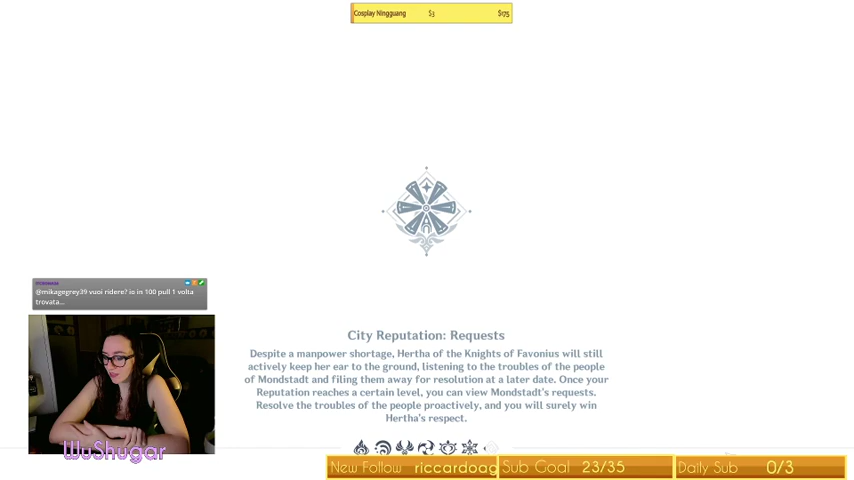 Cosplay Ningguang $3 $175
@mikagegrey39 vuoi ridere? io in 100 pull 1 volta
trovata...
City Reputation: Requests
Despite a manpower shortage, Hertha of the Knights of Favonius will still
actively keep her ear to the ground, listening to the troubles of the people
of Mondstadt and filing them away for resolution at a later date. Once your
Reputation reaches a certain level, you can view Mondstadt's requests.
Resolve the troubles of the people proactively, and you will surely win
Hertha's respect.
WuShugar
New Follow riccardoag Sub Goal 23/35 Daily Sub 0/3